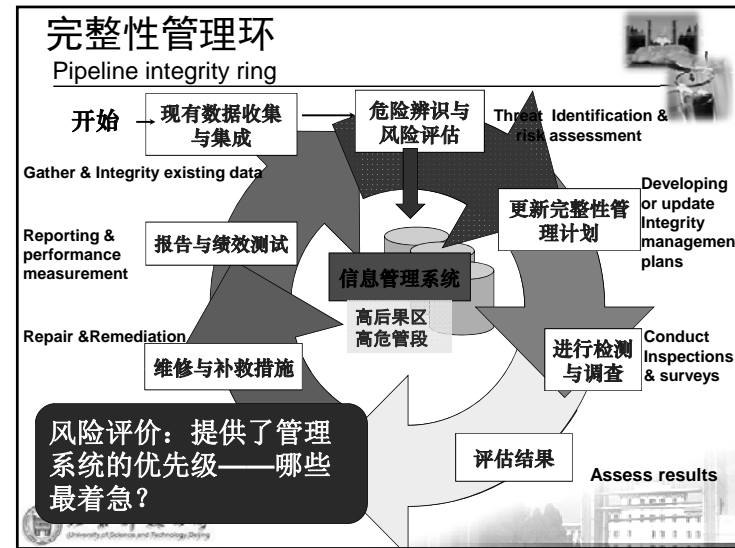 完整性管理环
Pipeline integrity ring
开始
现有数据收集
与集成
危险辨识与
风险评估
Threat Identification &
risk assessment
Gather & Integrity existing data
更新完整性管
理计划
Developing
or update
Integrity
managemen
plans
Reporting &
performance
measurement
报告与绩效测试
信息管理系统
高后果区
高危管段
Repair &Remediation
维修与补救措施
进行检测
与调查
Conduct
Inspections
& surveys
风险评价：提供了管理
系统的优先级——哪些
最着急？
评估结果
Assess results
University of Science and Technology Beijing